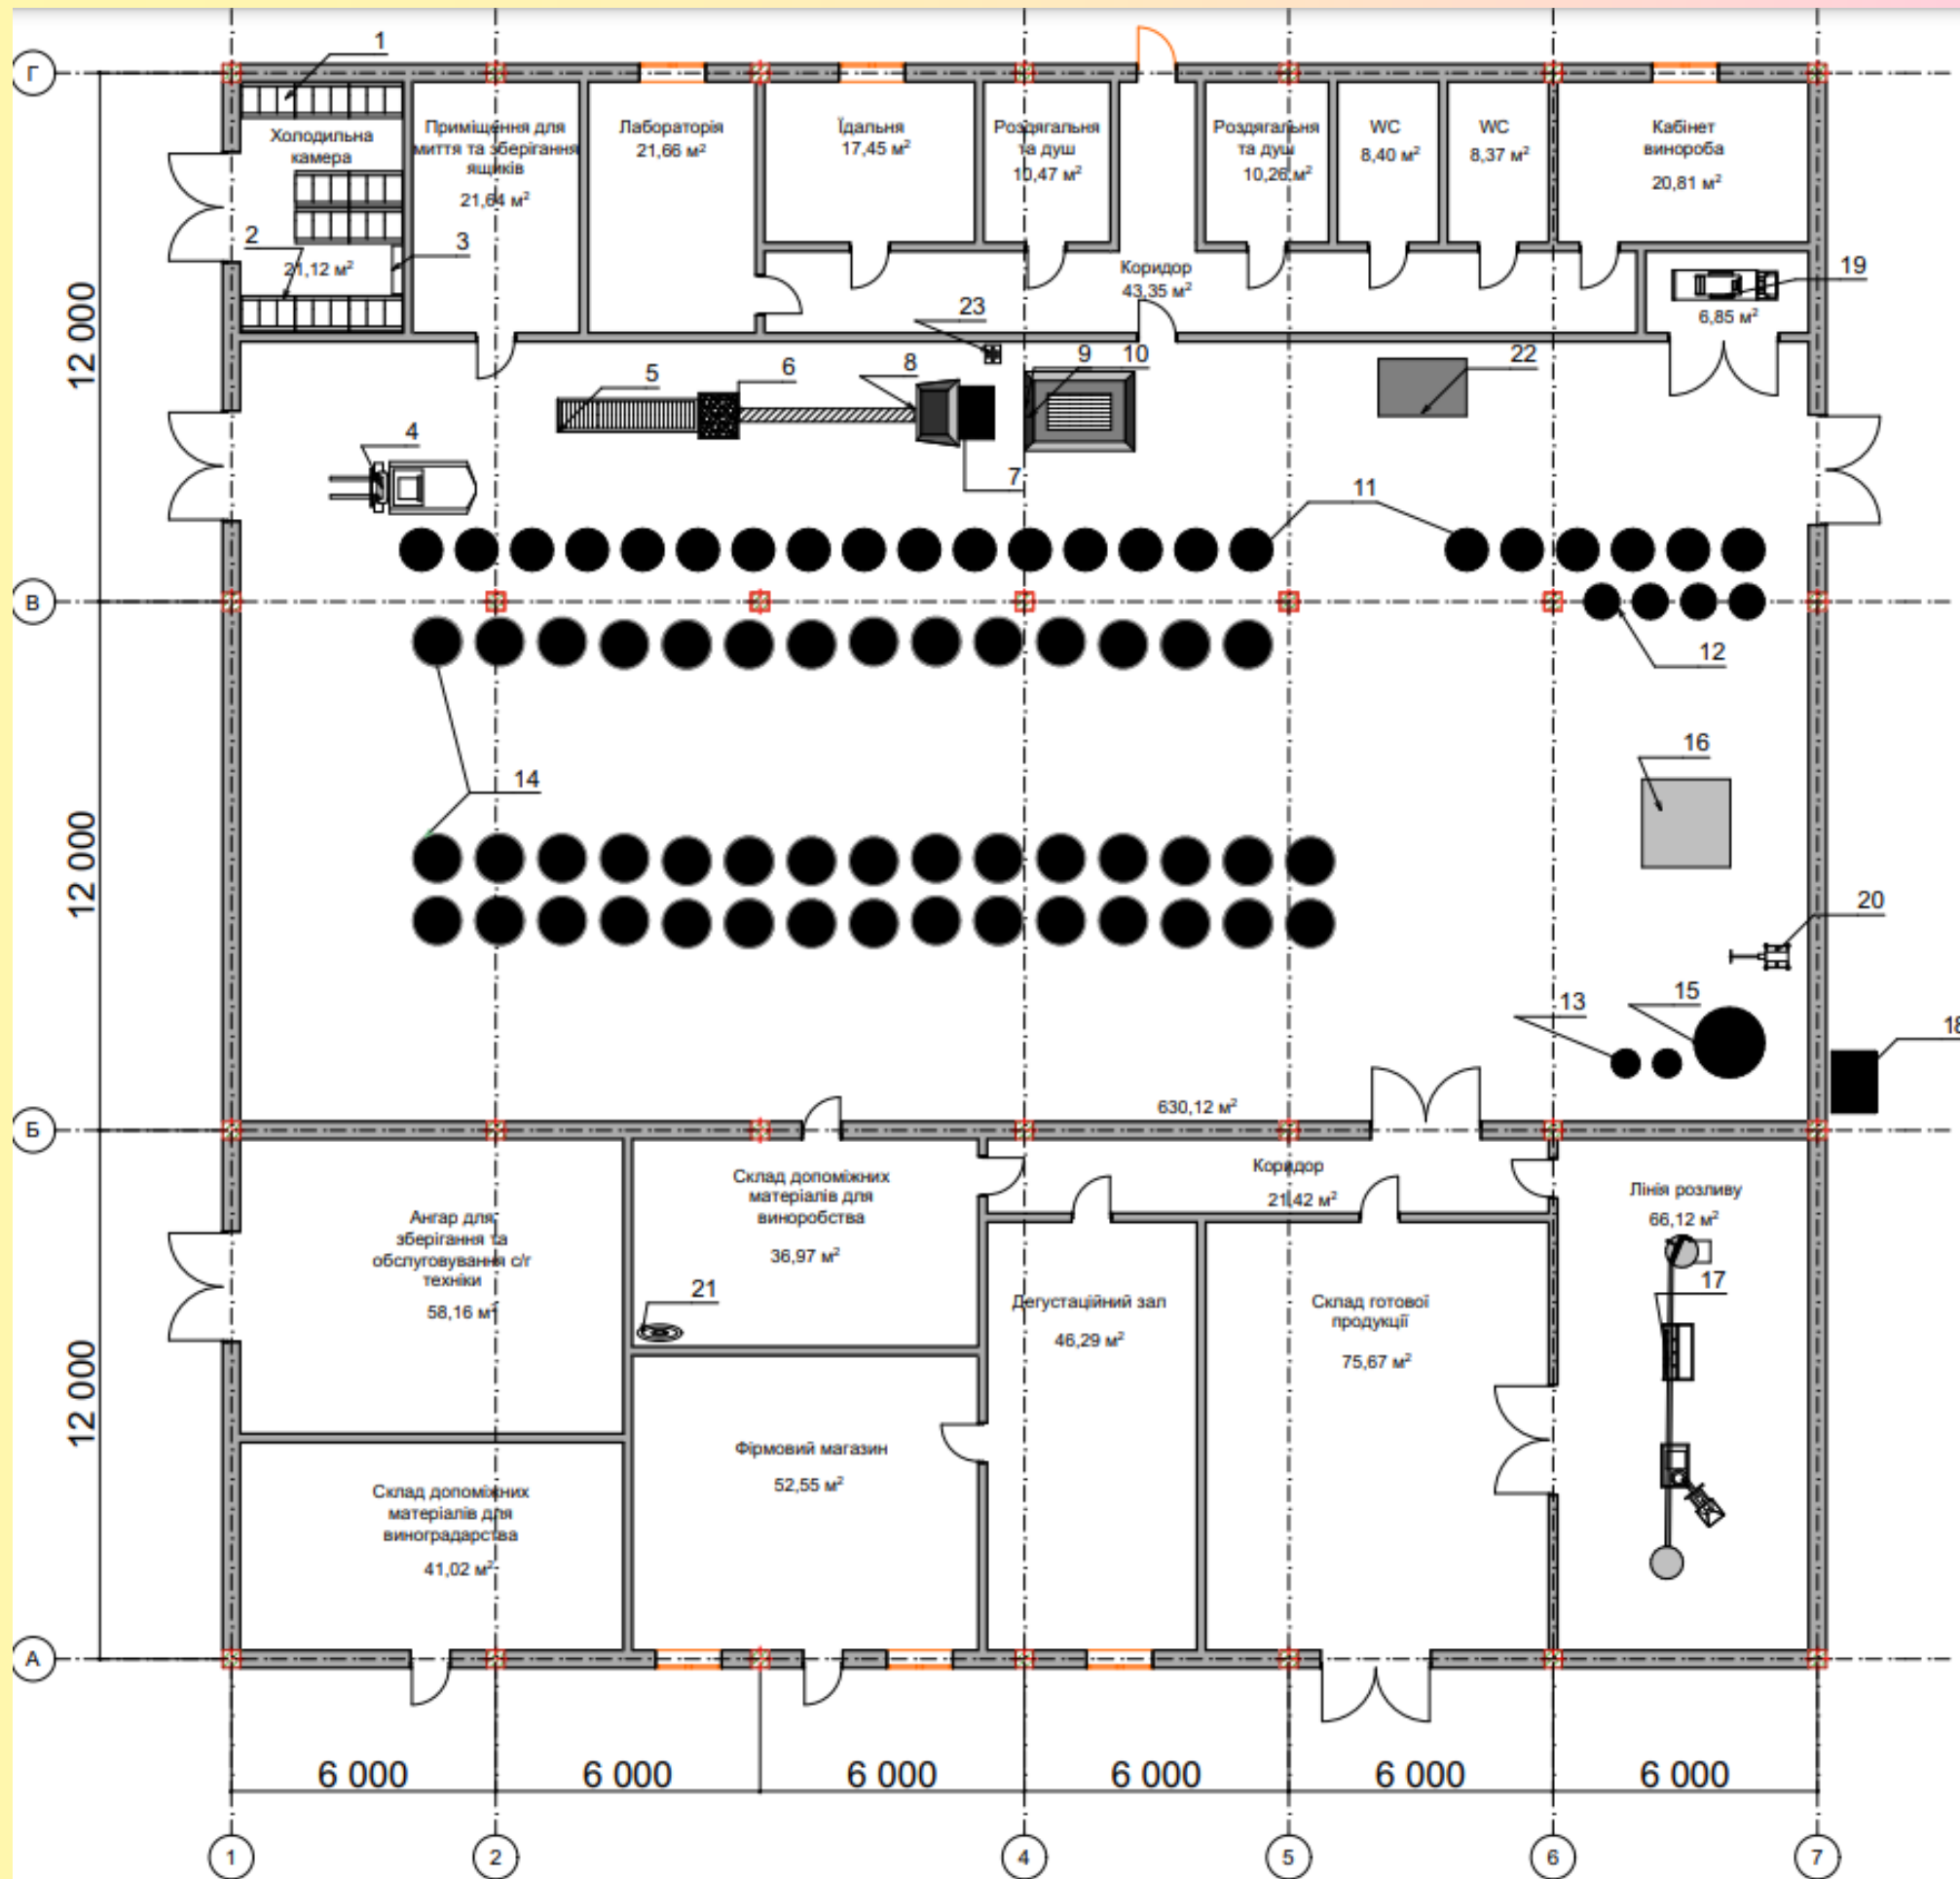 1
Г
Холодильна
камера
Приміщення для
миття та зберігання
ящиків
21,64 м²
Лабораторія
21,66 м²
Їдальня
17,45 м²
Роздягальня
та душ
10,47 м²
Роздягальня
та душ
10,26 м²
WC
8,40 м²
WC
8,37 м²
Кабінет
винороба
20,81 м²
2
21,12 м²
3
Коридор
43,35 м²
19
6,85 м²
12 000
23
5
6
8
9
10
22
4
7
11
В
12
14
16
12 000
20
13
15
18
630,12 м²
Б
Ангар для
зберігання та
обслуговування с/г
техніки
58,16 м²
Склад допоміжних
матеріалів для
виноробства
36,97 м²
21
Коридор
21,42 м²
Лінія розливу
66,12 м²
17
Дегустаційний зал
46,29 м²
Склад готової
продукції
75,67 м²
12 000
Фірмовий магазин
52,55 м²
Склад допоміжних
матеріалів для
виноградарства
41,02 м²
А
6 000
6 000
6 000
6 000
6 000
6 000
1
2
4
5
6
7